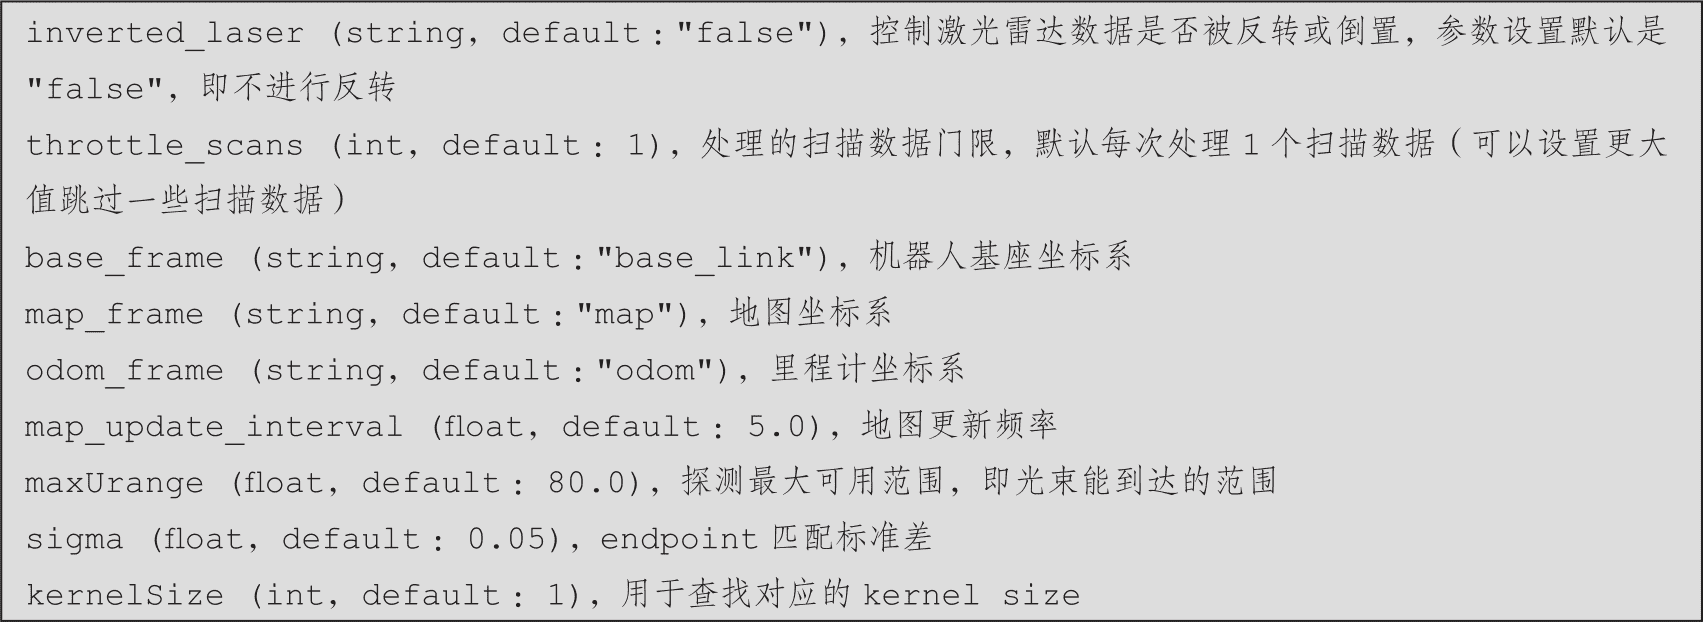 inverted_laser (string, default:"false"), 控制激光雷达数据是否被反转或倒置, 参数设置默认是
"false", 即不进行反转
throttle_scans (int, default: 1), 处理的扫描数据门限, 默认每次处理 1 个扫描数据（可以设置更大
值跳过一些扫描数据）
base_frame (string, default:"base_link"), 机器人基座坐标系
map_frame (string, default:"map"), 地图坐标系
odom_frame (string, default:"odom"), 里程计坐标系
map_update_interval (float, default: 5.0), 地图更新频率
maxUrange (float, default: 80.0), 探测最大可用范围, 即光束能到达的范围
sigma (float, default: 0.05), endpoint 匹配标准差
kernelSize (int, default: 1), 用于查找对应的 kernel size